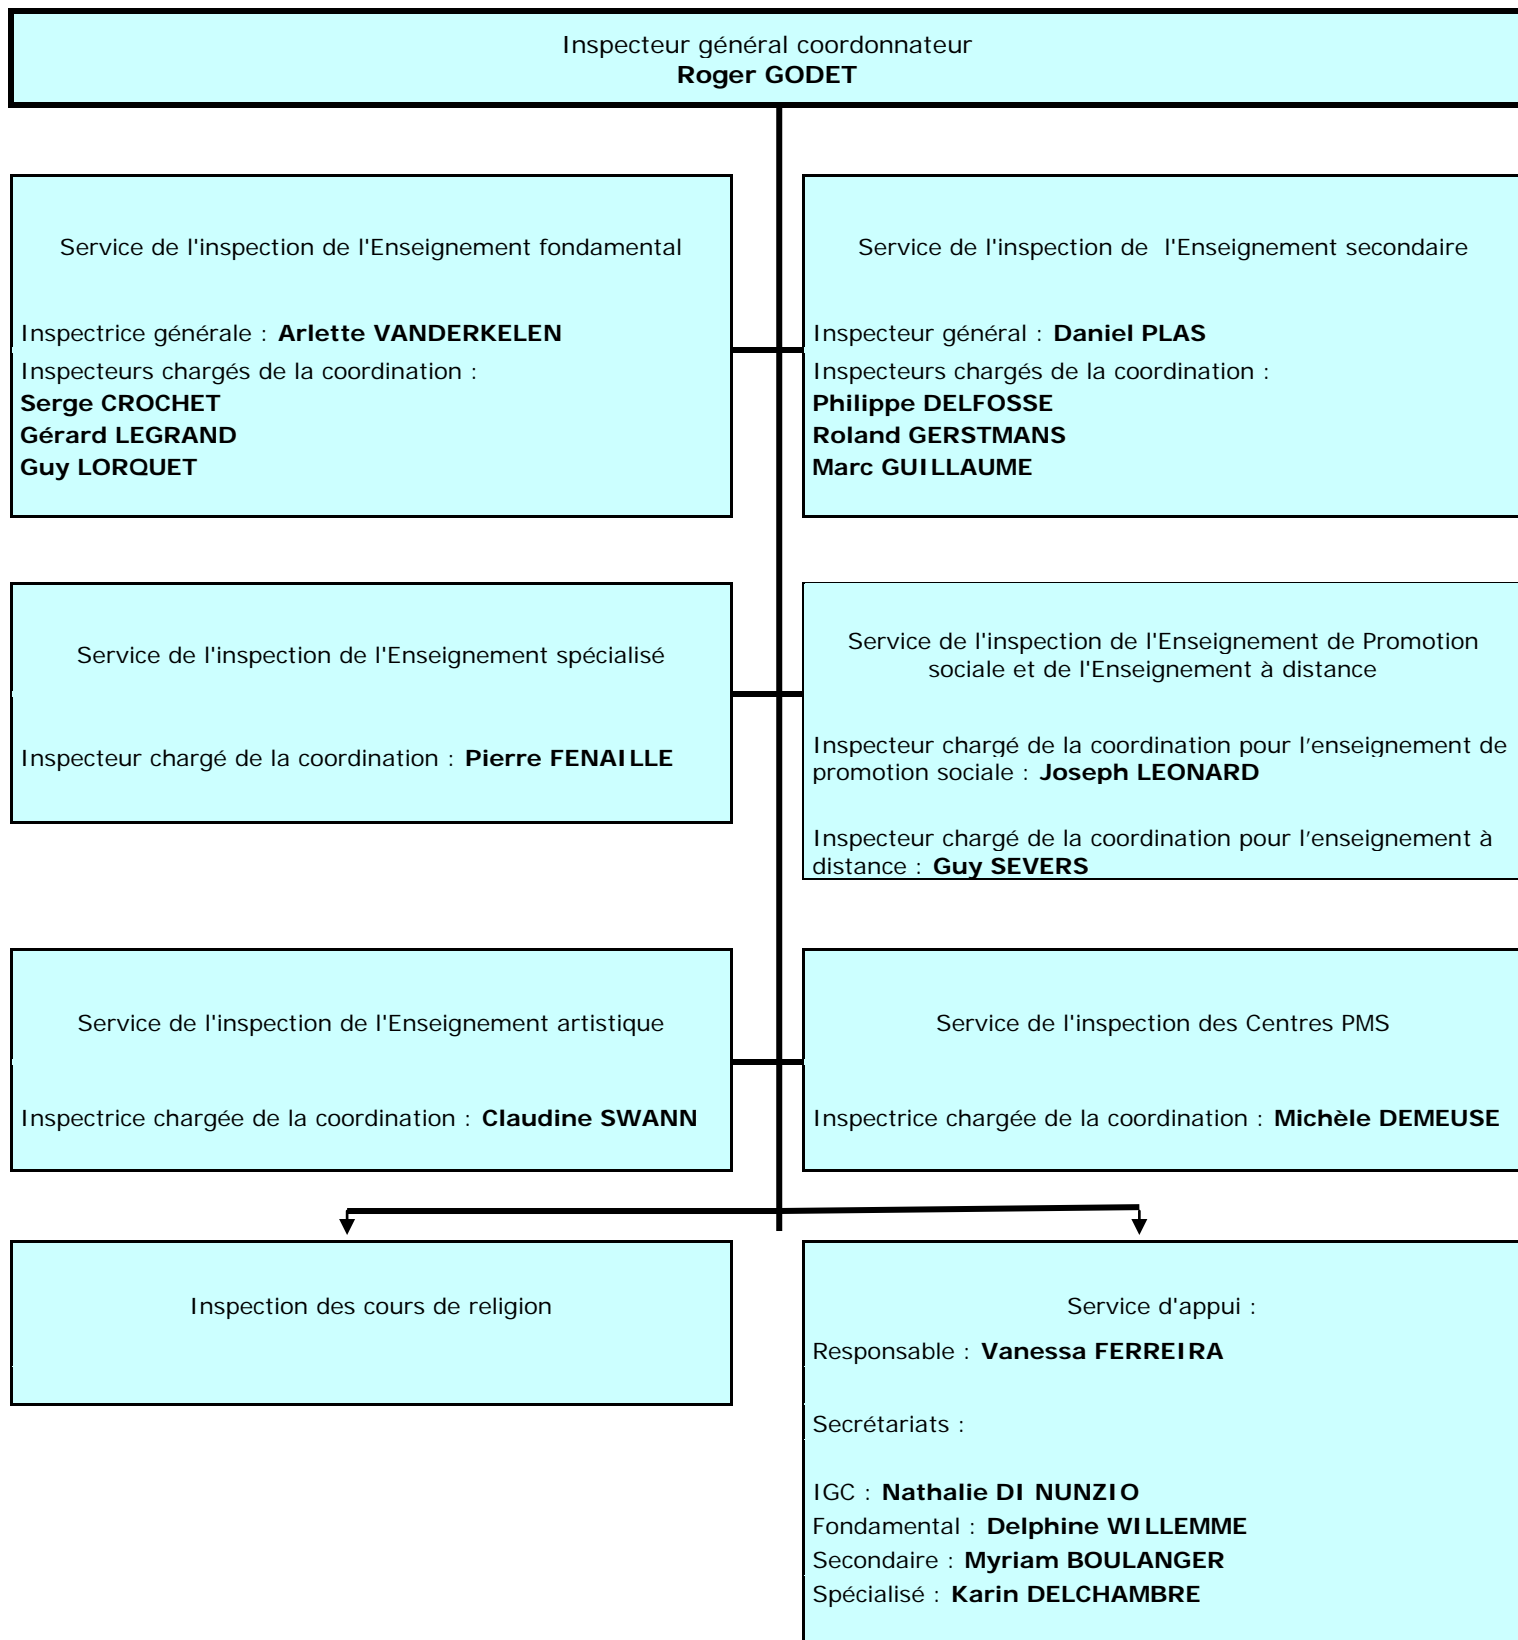 Inspecteur général coordonnateur
Roger GODET
Service de l'inspection de l'Enseignement fondamental
Inspectrice générale : Arlette VANDERKELEN
Inspecteurs chargés de la coordination :
Serge CROCHET
Gérard LEGRAND
Guy LORQUET
Service de l'inspection de l'Enseignement secondaire
Inspecteur général : Daniel PLAS
Inspecteurs chargés de la coordination :
Philippe DELFOSSE
Roland GERSTMANS
Marc GUILLAUME
Service de l'inspection de l'Enseignement spécialisé
Inspecteur chargé de la coordination : Pierre FENAILLE
Service de l'inspection de l'Enseignement de Promotion
sociale et de l'Enseignement à distance
Inspecteur chargé de la coordination pour l’enseignement de
promotion sociale : Joseph LEONARD
Inspecteur chargé de la coordination pour l’enseignement à
distance : Guy SEVERS
Service de l'inspection de l'Enseignement artistique
Inspectrice chargée de la coordination : Claudine SWANN
Service de l'inspection des Centres PMS
Inspectrice chargée de la coordination : Michèle DEMEUSE
Inspection des cours de religion
Service d'appui :
Responsable : Vanessa FERREIRA
Secrétariats :
IGC : Nathalie DI NUNZIO
Fondamental : Delphine WILLEMME
Secondaire : Myriam BOULANGER
Spécialisé : Karin DELCHAMBRE